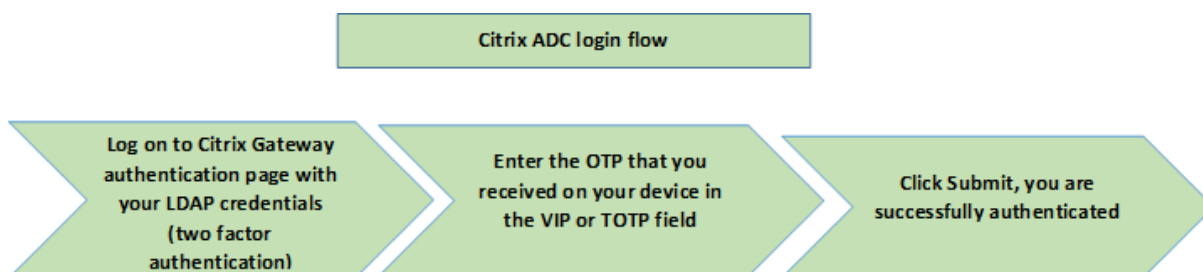 Citrix ADC login flow
Log on to Citrix Gateway
authentication page with
your LDAP credentials
(two factor
authentication)
Enter the OTP that you
received on your device in
the VIP or TOTP field
Click Submit, you are
successfully authenticated